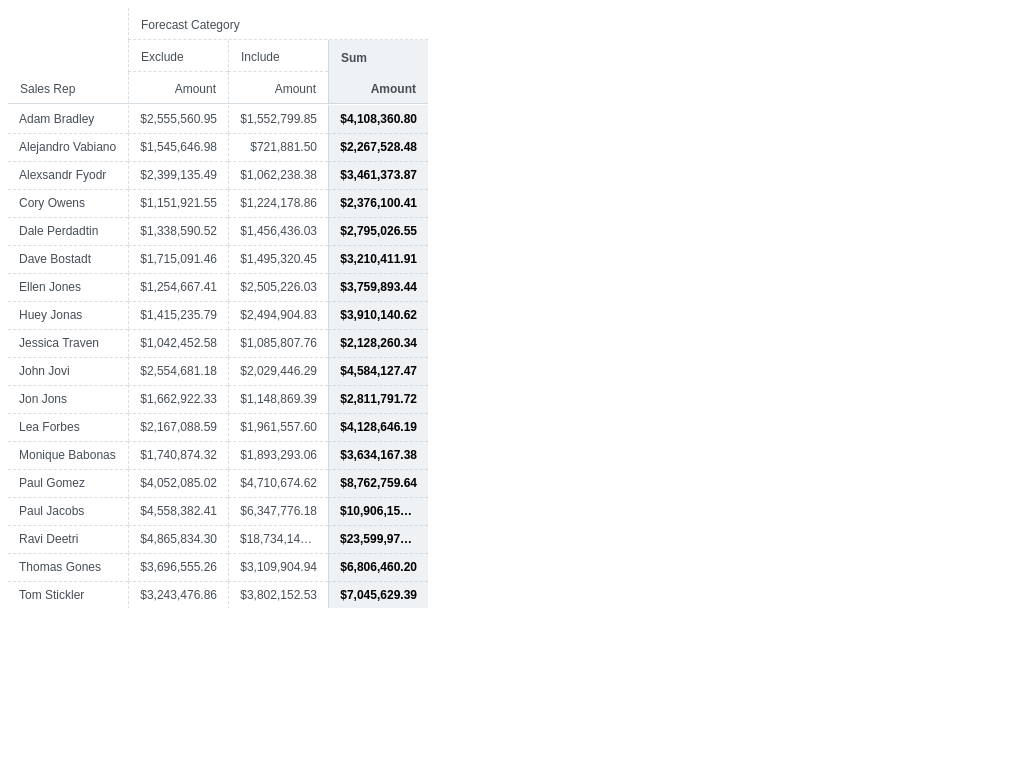 Forecast Category
Exclude Include Sum
Sales Rep Amount Amount Amount
Adam Bradley $2,555,560.95 $1,552,799.85 $4,108,360.80
Alejandro Vabiano $1,545,646.98 $721,881.50 $2,267,528.48
Alexsandr Fyodr $2,399,135.49 $1,062,238.38 $3,461,373.87
Cory Owens $1,151,921.55 $1,224,178.86 $2,376,100.41
Dale Perdadtin $1,338,590.52 $1,456,436.03 $2,795,026.55
Dave Bostadt $1,715,091.46 $1,495,320.45 $3,210,411.91
Ellen Jones $1,254,667.41 $2,505,226.03 $3,759,893.44
Huey Jonas $1,415,235.79 $2,494,904.83 $3,910,140.62
Jessica Traven $1,042,452.58 $1,085,807.76 $2,128,260.34
John Jovi $2,554,681.18 $2,029,446.29 $4,584,127.47
Jon Jons $1,662,922.33 $1,148,869.39 $2,811,791.72
Lea Forbes $2,167,088.59 $1,961,557.60 $4,128,646.19
Monique Babonas $1,740,874.32 $1,893,293.06 $3,634,167.38
Paul Gomez $4,052,085.02 $4,710,674.62 $8,762,759.64
Paul Jacobs $4,558,382.41 $6,347,776.18 $10,906,15…
Ravi Deetri $4,865,834.30 $18,734,14… $23,599,97…
Thomas Gones $3,696,555.26 $3,109,904.94 $6,806,460.20
Tom Stickler $3,243,476.86 $3,802,152.53 $7,045,629.39